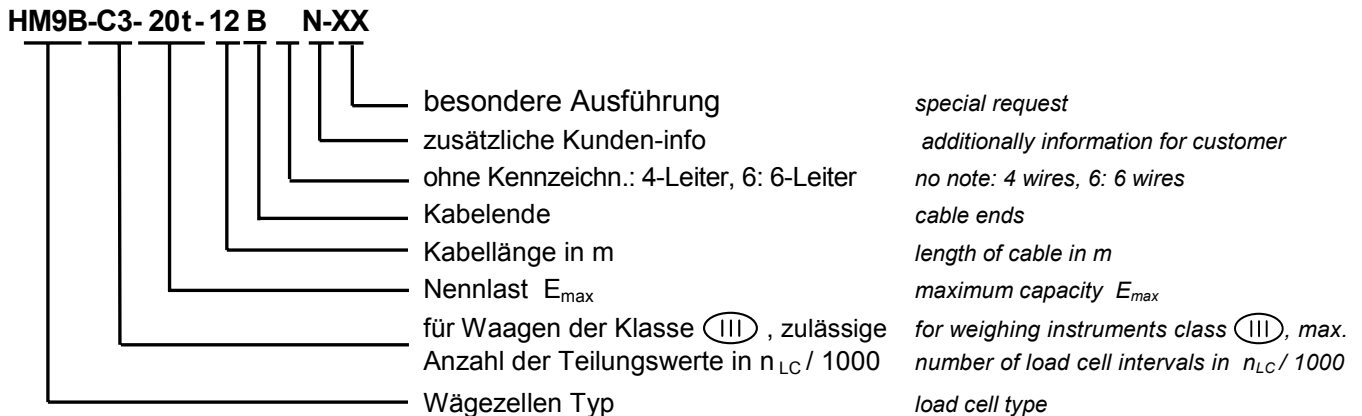 HM9B-C3- 20t - 12 B N-XX
besondere Ausführung special request
zusätzliche Kunden-info additionally information for customer
ohne Kennzeichn.: 4-Leiter, 6: 6-Leiter no note: 4 wires, 6: 6 wires
Kabelende cable ends
Kabellänge in m length of cable in m
Nennlast Emax maximum capacity Emax
für Waagen der Klasse III , zulässige for weighing instruments class III, max.
Anzahl der Teilungswerte in n LC / 1000 number of load cell intervals in nLC / 1000
Wägezellen Typ load cell type